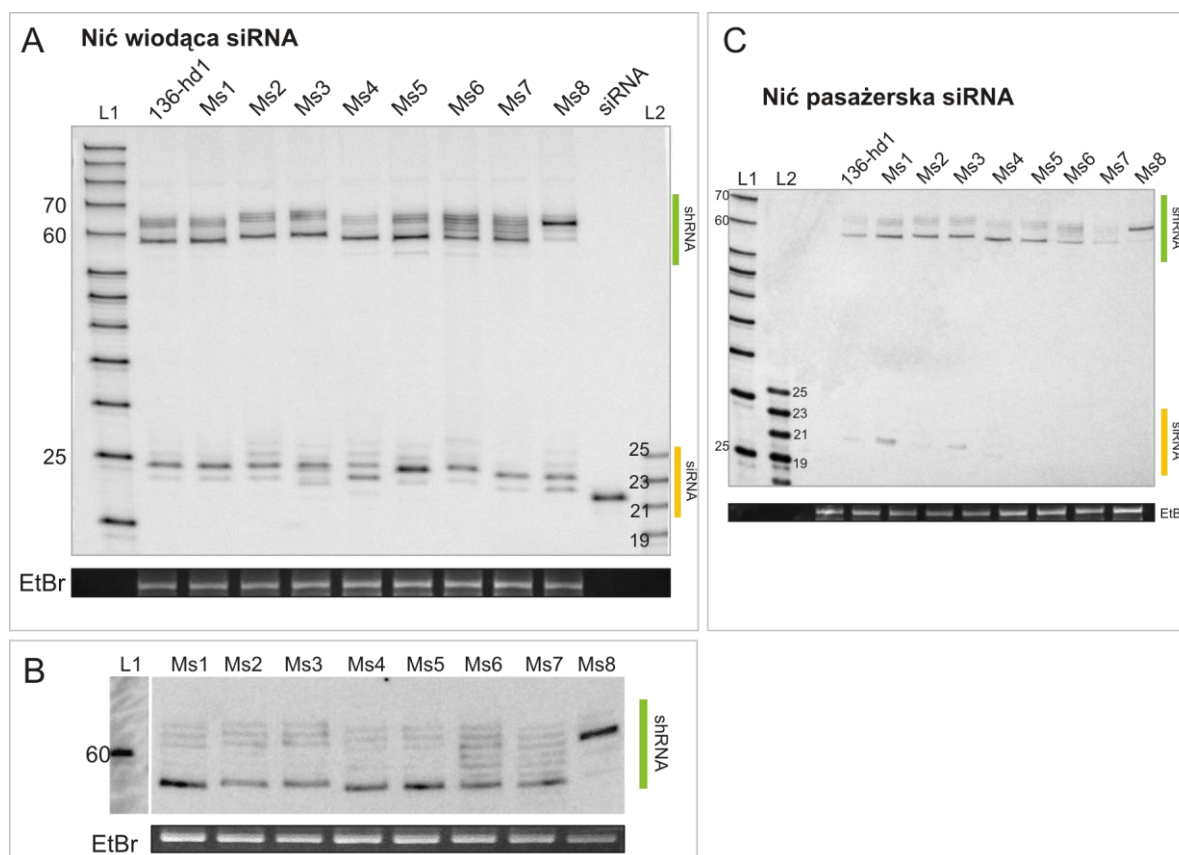 A
Nić wiodąca siRNA
L1 136-hd1 Ms1 Ms2 Ms3 Ms4 Ms5 Ms6 Ms7 Ms8 siRNA L2
70
60
25
shRNA
siRNA
25
23
21
19
EtBr
B
L1 Ms1 Ms2 Ms3 Ms4 Ms5 Ms6 Ms7 Ms8
60
shRNA
EtBr
C
Nić pasażerska siRNA
L1 L2 136-hd1 Ms1 Ms2 Ms3 Ms4 Ms5 Ms6 Ms7 Ms8
70
60
25
25
23
21
19
shRNA
siRNA